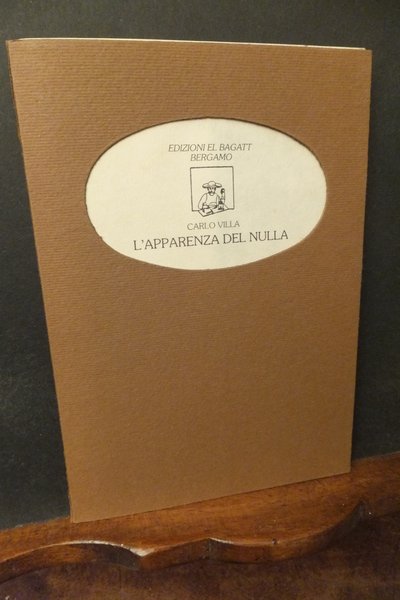 EDIZIONI EL BAGATT
BERGAMO
CARLO VILLA
L'APPARENZA DEL NULLA